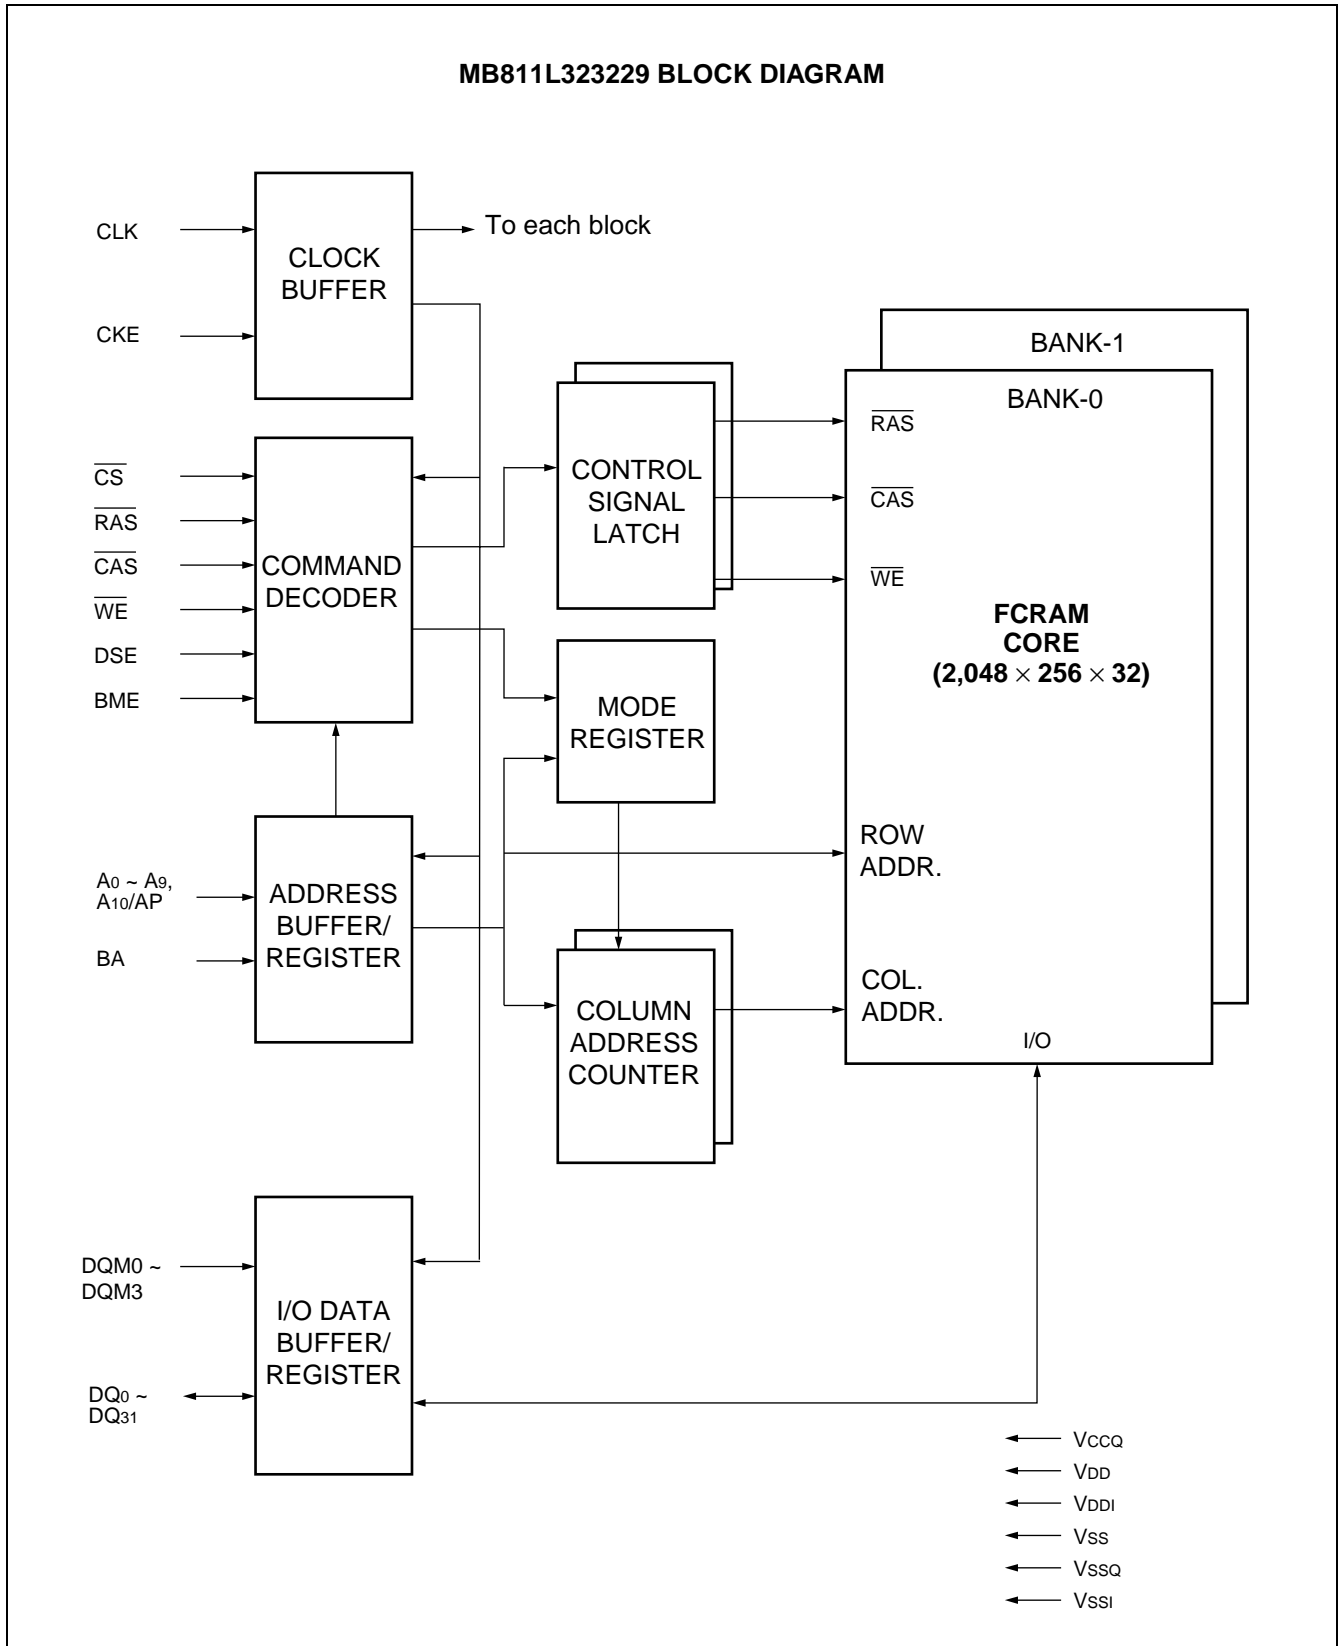 MB811L323229 BLOCK DIAGRAM
CLK
CKE
CLOCK
BUFFER
To each block
CS
RAS
CAS
WE
DSE
BME
COMMAND
DECODER
CONTROL
SIGNAL
LATCH
MODE
REGISTER
BANK-1
BANK-0
RAS
CAS
WE
FCRAM
CORE
(2,048 × 256 × 32)
ROW
ADDR.
COL.
ADDR.
I/O
A0 ~ A9,
A10/AP
BA
ADDRESS
BUFFER/
REGISTER
COLUMN
ADDRESS
COUNTER
DQM0 ~
DQM3
DQ0 ~
DQ31
I/O DATA
BUFFER/
REGISTER
VCCQ
VDD
VDDI
VSS
VSSQ
VSSI